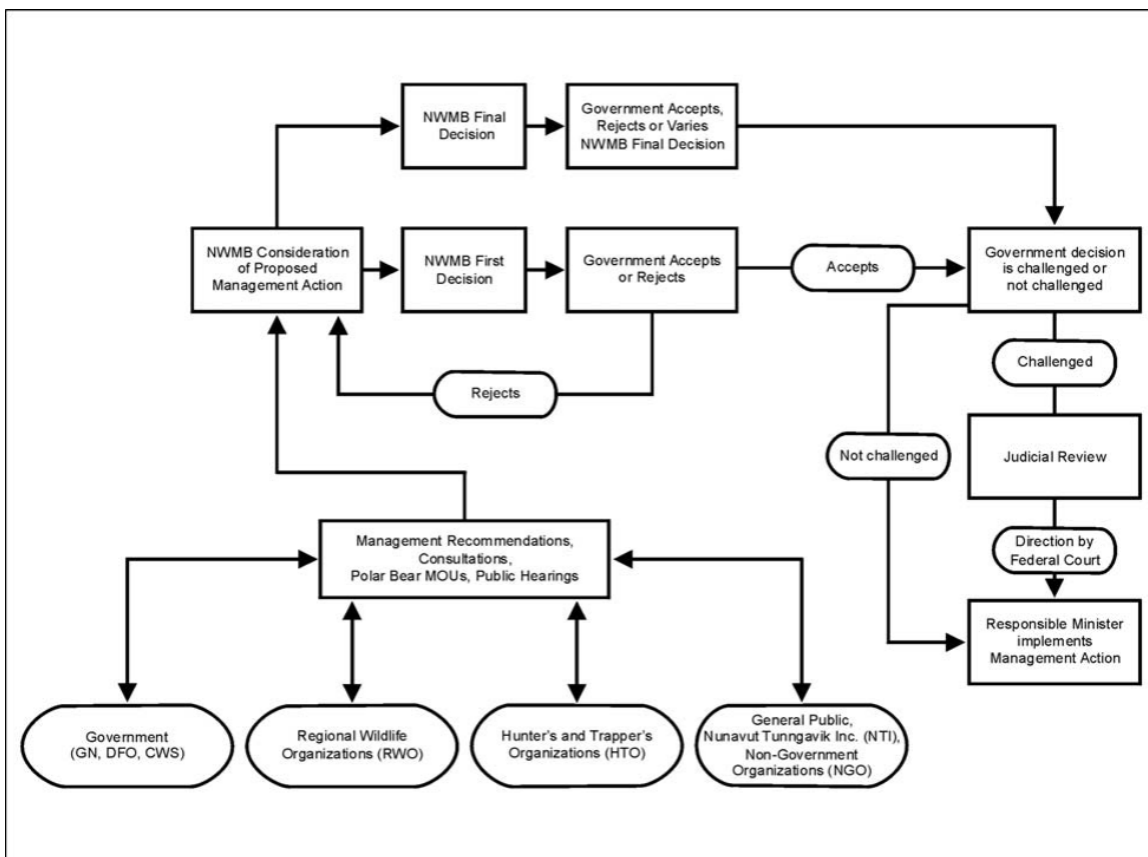 NWMB Final
Decision
Government Accepts,
Rejects or Varies
NWMB Final Decision
NWMB Consideration
of Proposed
Management Action
NWMB First
Decision
Government Accepts
or Rejects
Accepts
Government decision
is challenged or
not challenged
Rejects
Challenged
Not challenged
Judicial Review
Direction by
Federal Court
Management Recommendations,
Consultations,
Polar Bear MOUs, Public Hearings
Responsible Minister
implements
Management Action
Government
(GN, DFO, CWS)
Regional Wildlife
Organizations (RWO)
Hunter's and Trapper's
Organizations (HTO)
General Public,
Nunavut Tunngavik Inc. (NTI),
Non-Government
Organizations (NGO)